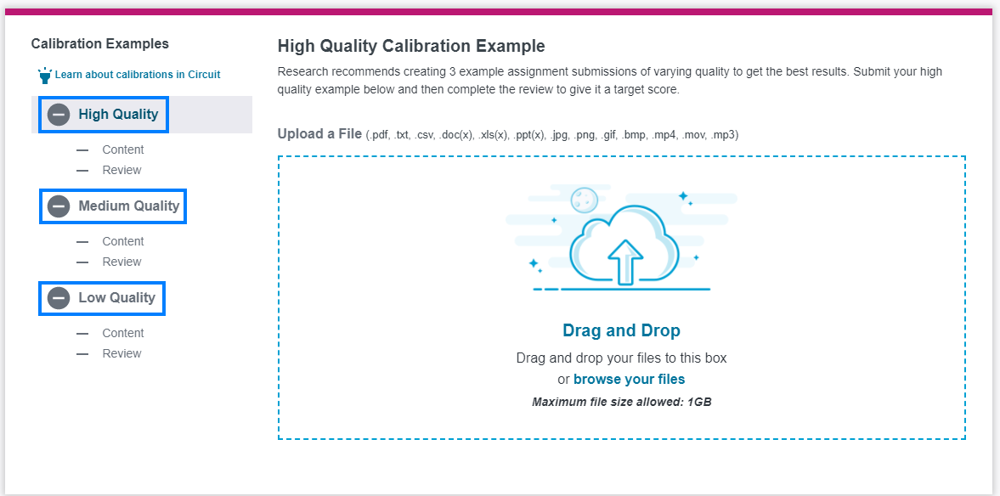 Calibration Examples
Learn about calibrations in Circuit
High Quality
Content
Review
Medium Quality
Content
Review
Low Quality
Content
Review
High Quality Calibration Example
Research recommends creating 3 example assignment submissions of varying quality to get the best results. Submit your high
quality example below and then complete the review to give it a target score.
Upload a File (.pdf, .txt, .csv, .doc(x), .xls(x), .ppt(x), .jpg, .png, .gif, .bmp, .mp4, .mov, .mp3)
Drag and Drop
Drag and drop your files to this box
or browse your files
Maximum file size allowed: 1GB